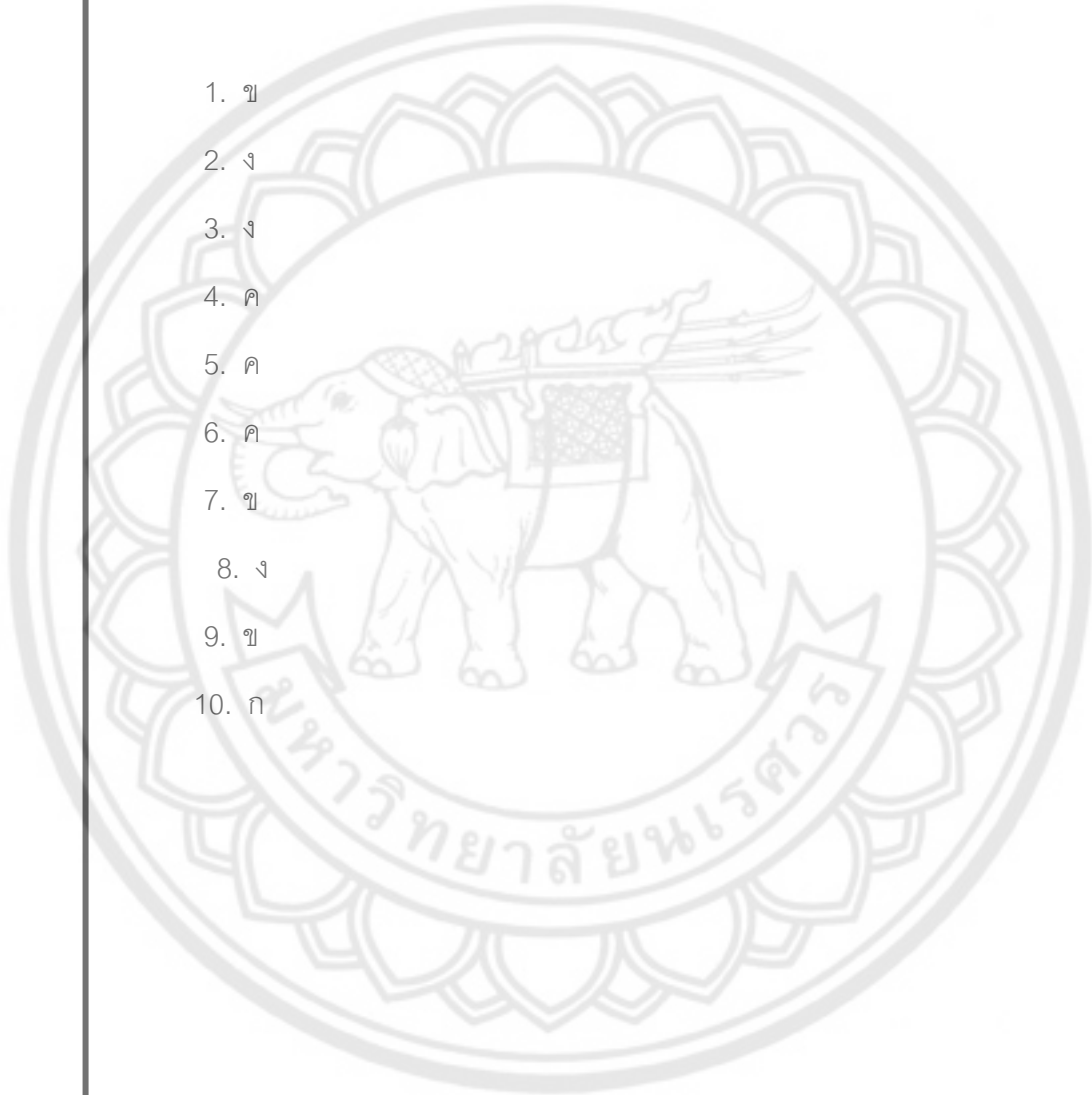 1. ข
2. ง
3. ง
4. ค
5. ค
6. ค
7. ข
8. ง
9. ข
10. ก
มหาวิทยาลัยนเรศวร